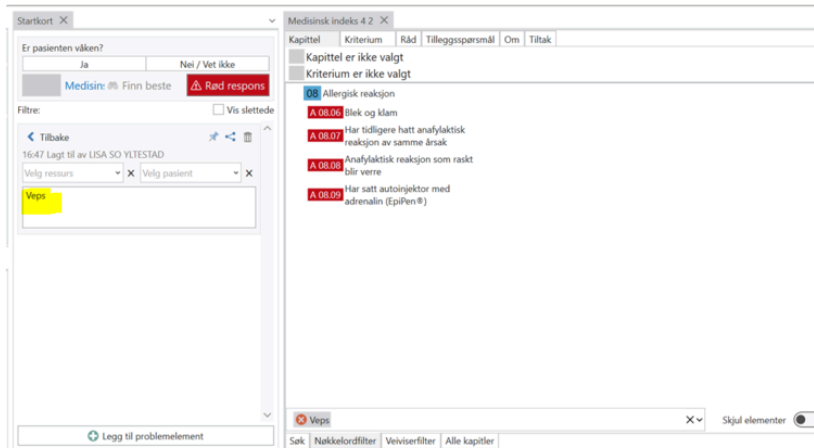 Startkort
Er pasienten våken?
Ja
Nei / Vet ikke
Medisin: Finn beste
Rød respons
Filtre:
Vis slettede
Tilbake
16:47 Lagt til av LISA SO YLTESTAD
Velg ressurs
Velg pasient
Veps
Legg til problemelement
Medisinsk indeks 4 2
Kapittel Kriterium Råd Tilleggsspørsmål Om Tiltak
Kapittel er ikke valgt
Kriterium er ikke valgt
08 Allergisk reaksjon
A 08.06 Blek og klam
A 08.07 Har tidligere hatt anafylaktisk
reaksjon av samme årsak
A 08.08 Anafylaktisk reaksjon som raskt
blir verre
A 08.09 Har satt autoinjektor med
adrenalin (EpiPen®)
Veps
Skjul elementer
Søk Nøkkelordfilter Veiviserfilter Alle kapitler